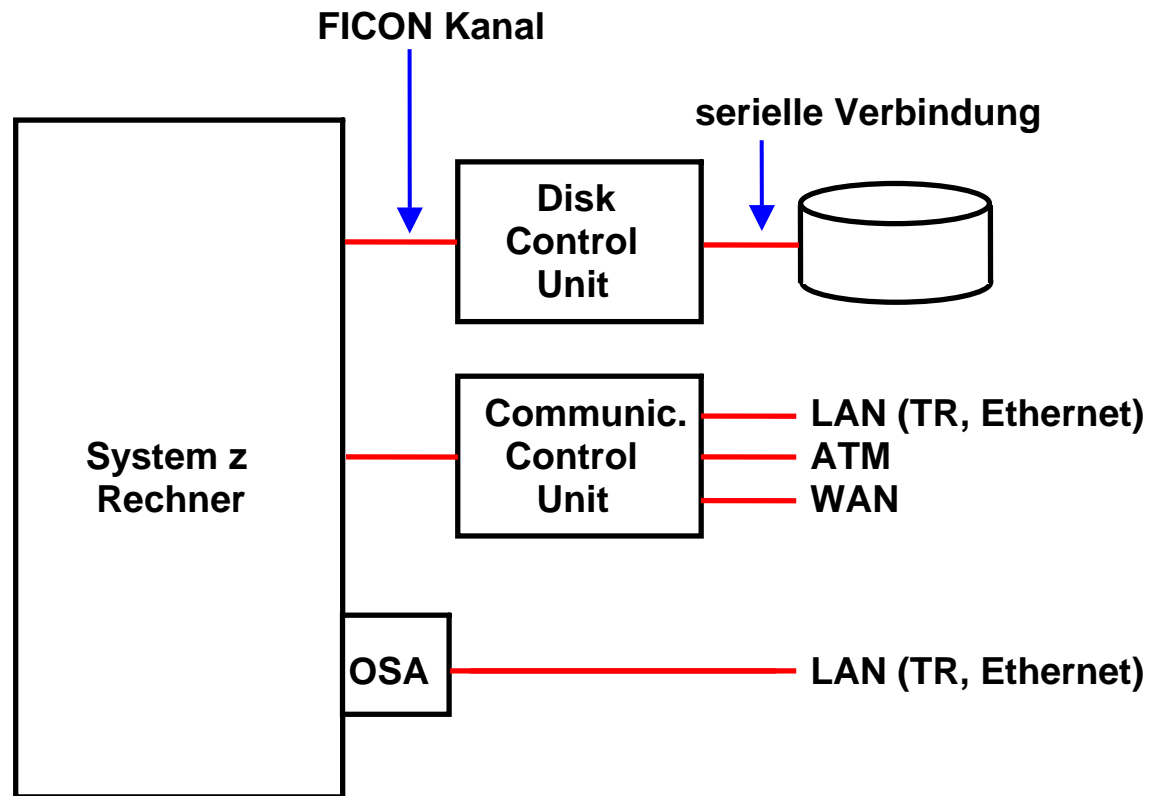 FICON Kanal
serielle Verbindung
Disk
Control
Unit
System z
Rechner
Communic.
Control
Unit
LAN (TR, Ethernet)
ATM
WAN
OSA
LAN (TR, Ethernet)